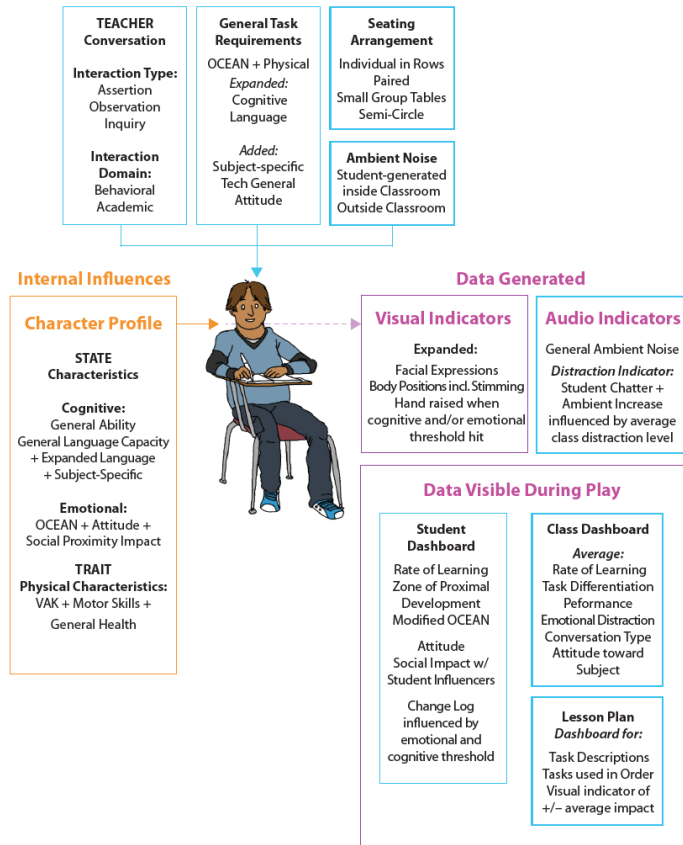 TEACHER
Conversation
Interaction Type:
Assertion
Observation
Inquiry
Interaction
Domain:
Behavioral
Academic
General Task
Requirements
OCEAN + Physical
Expanded:
Cognitive
Language
Added:
Subject-specific
Tech General
Attitude
Seating
Arrangement
Individual in Rows
Paired
Small Group Tables
Semi-Circle
Ambient Noise
Student-generated
inside Classroom
Outside Classroom
Internal Influences
Character Profile
STATE
Characteristics
Cognitive:
General Ability
General Language Capacity
+ Expanded Language
+ Subject-Specific
Emotional:
OCEAN + Attitude +
Social Proximity Impact
TRAIT
Physical Characteristics:
VAK + Motor Skills +
General Health
Data Generated
Visual Indicators
Expanded:
Facial Expressions
Body Positions incl. Stimming
Hand raised when
cognitive and/or emotional
threshold hit
Audio Indicators
General Ambient Noise
Distraction Indicator:
Student Chatter +
Ambient Increase
influenced by average
class distraction level
Data Visible During Play
Student
Dashboard
Rate of Learning
Zone of Proximal
Development
Modified OCEAN
Attitude
Social Impact w/
Student Influencers
Change Log
influenced by
emotional and
cognitive threshold
Class Dashboard
Average:
Rate of Learning
Task Differentiation
Peformance
Emotional Distraction
Conversation Type
Attitude toward
Subject
Lesson Plan
Dashboard for:
Task Descriptions
Tasks used in Order
Visual indicator of
+/– average impact